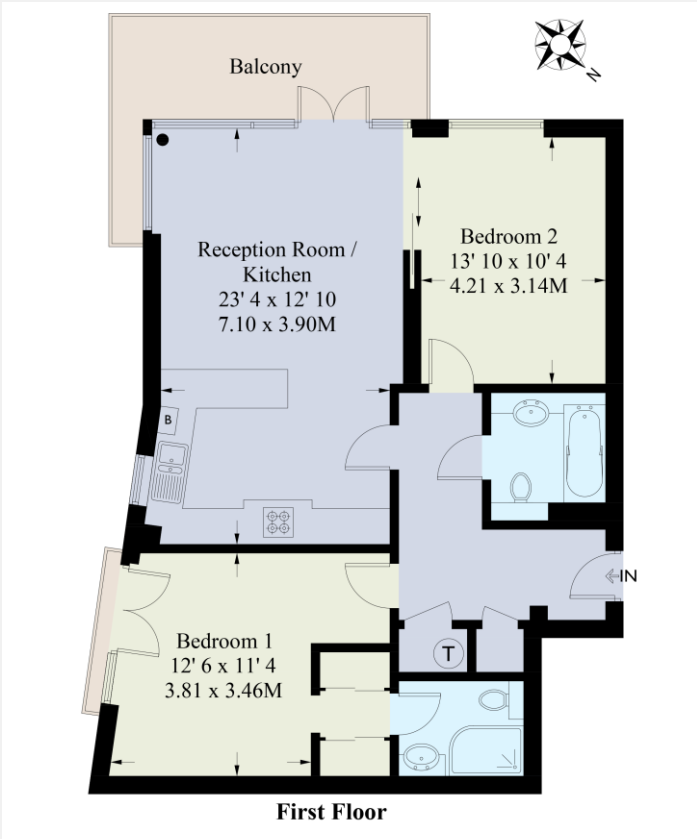 N
Balcony
Reception Room /
Kitchen
23' 4 x 12' 10
7.10 x 3.90M
Bedroom 2
13' 10 x 10' 4
4.21 x 3.14M
B
IN
T
Bedroom 1
12' 6 x 11' 4
3.81 x 3.46M
First Floor